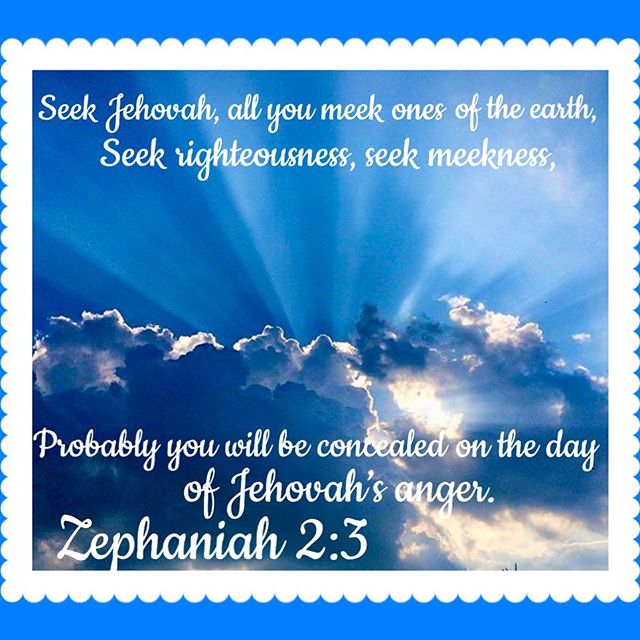 Seek Jehovah, all you meek ones of the earth,
Seek righteousness, seek meekness,
Probably you will be concealed on the day
of Jehovah's anger.
Zephaniah 2:3